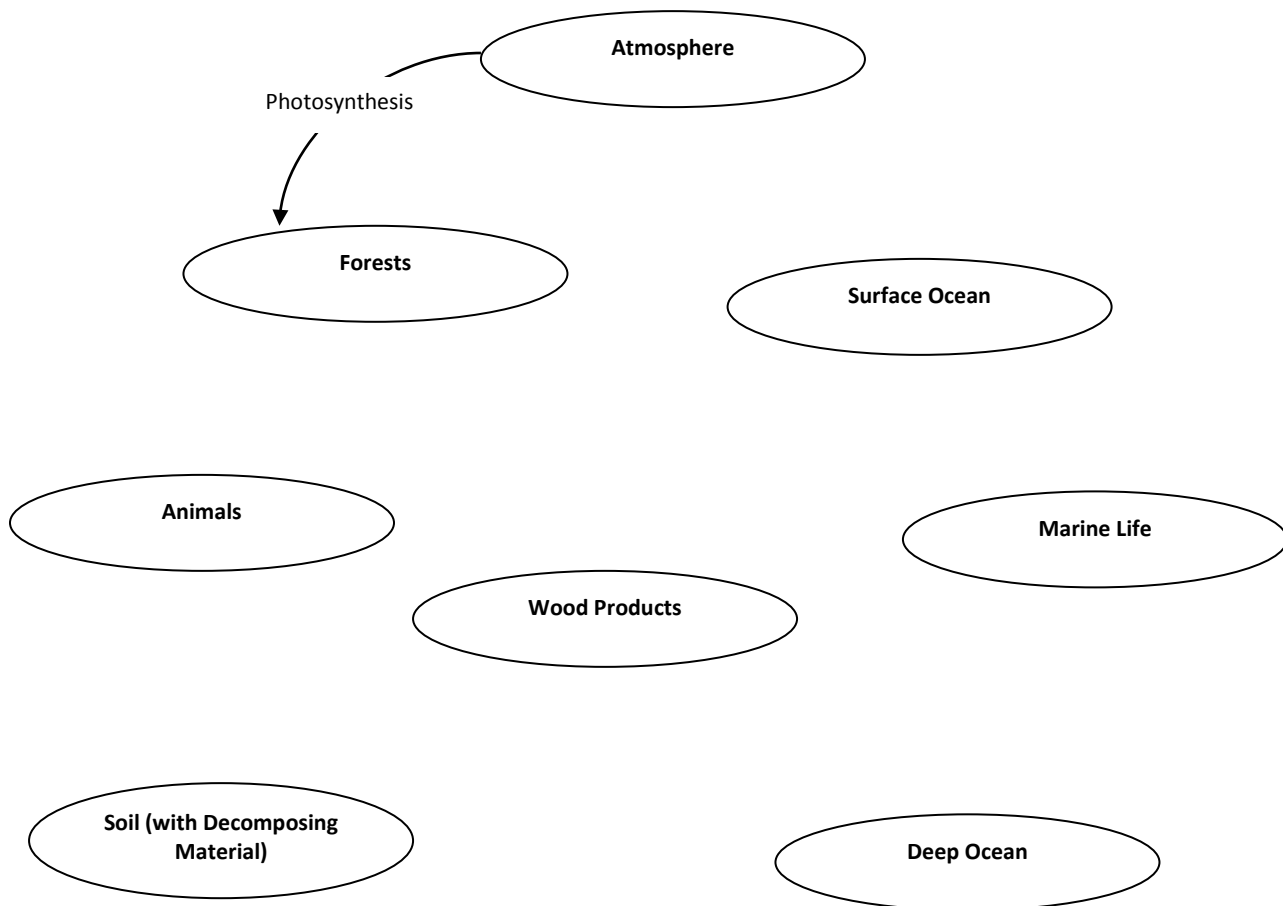 Atmosphere
Photosynthesis
Forests
Surface Ocean
Animals
Marine Life
Wood Products
Soil (with Decomposing
Material)
Deep Ocean